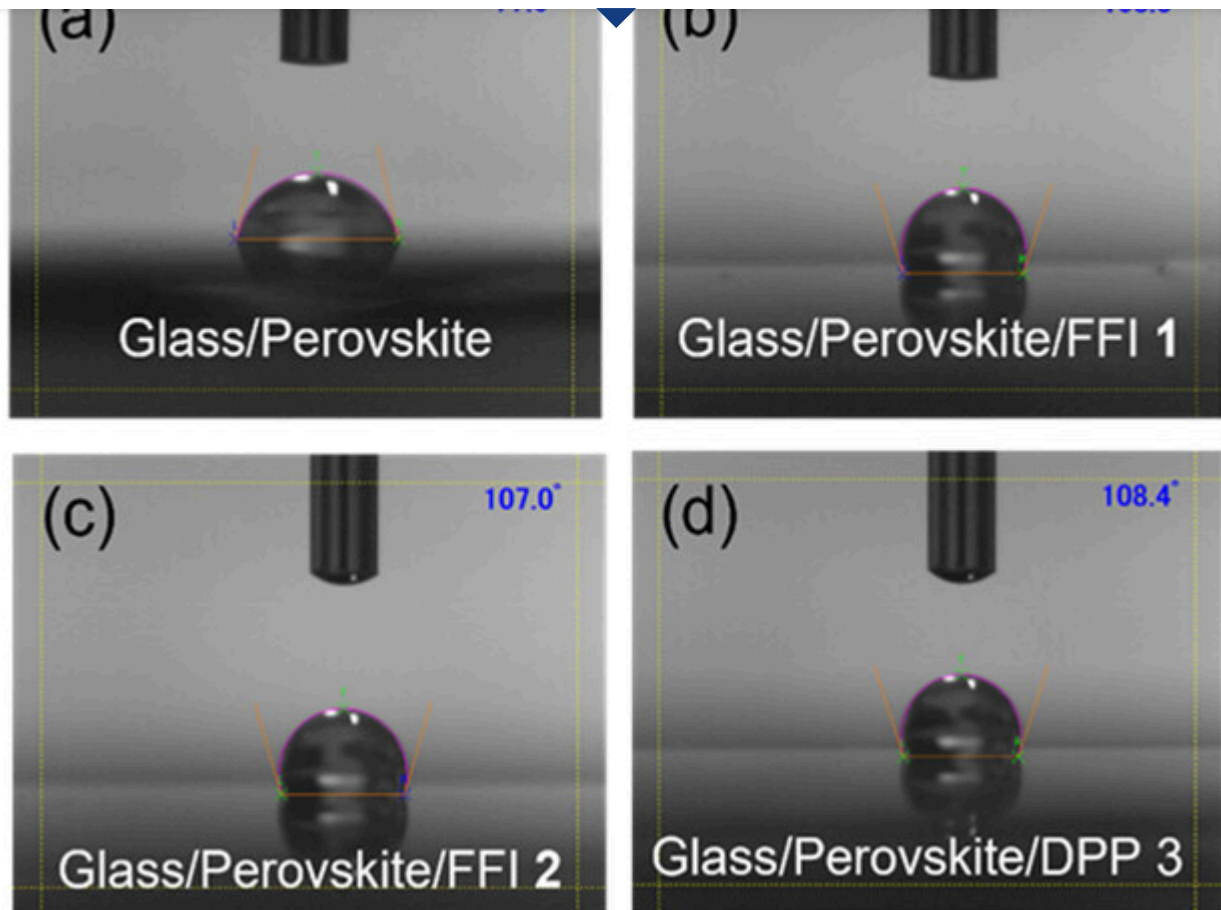 (a)
(b)
Glass/Perovskite
Glass/Perovskite/FFI 1
(c)
107.0°
(d)
108.4°
Glass/Perovskite/FFI 2
Glass/Perovskite/DPP 3